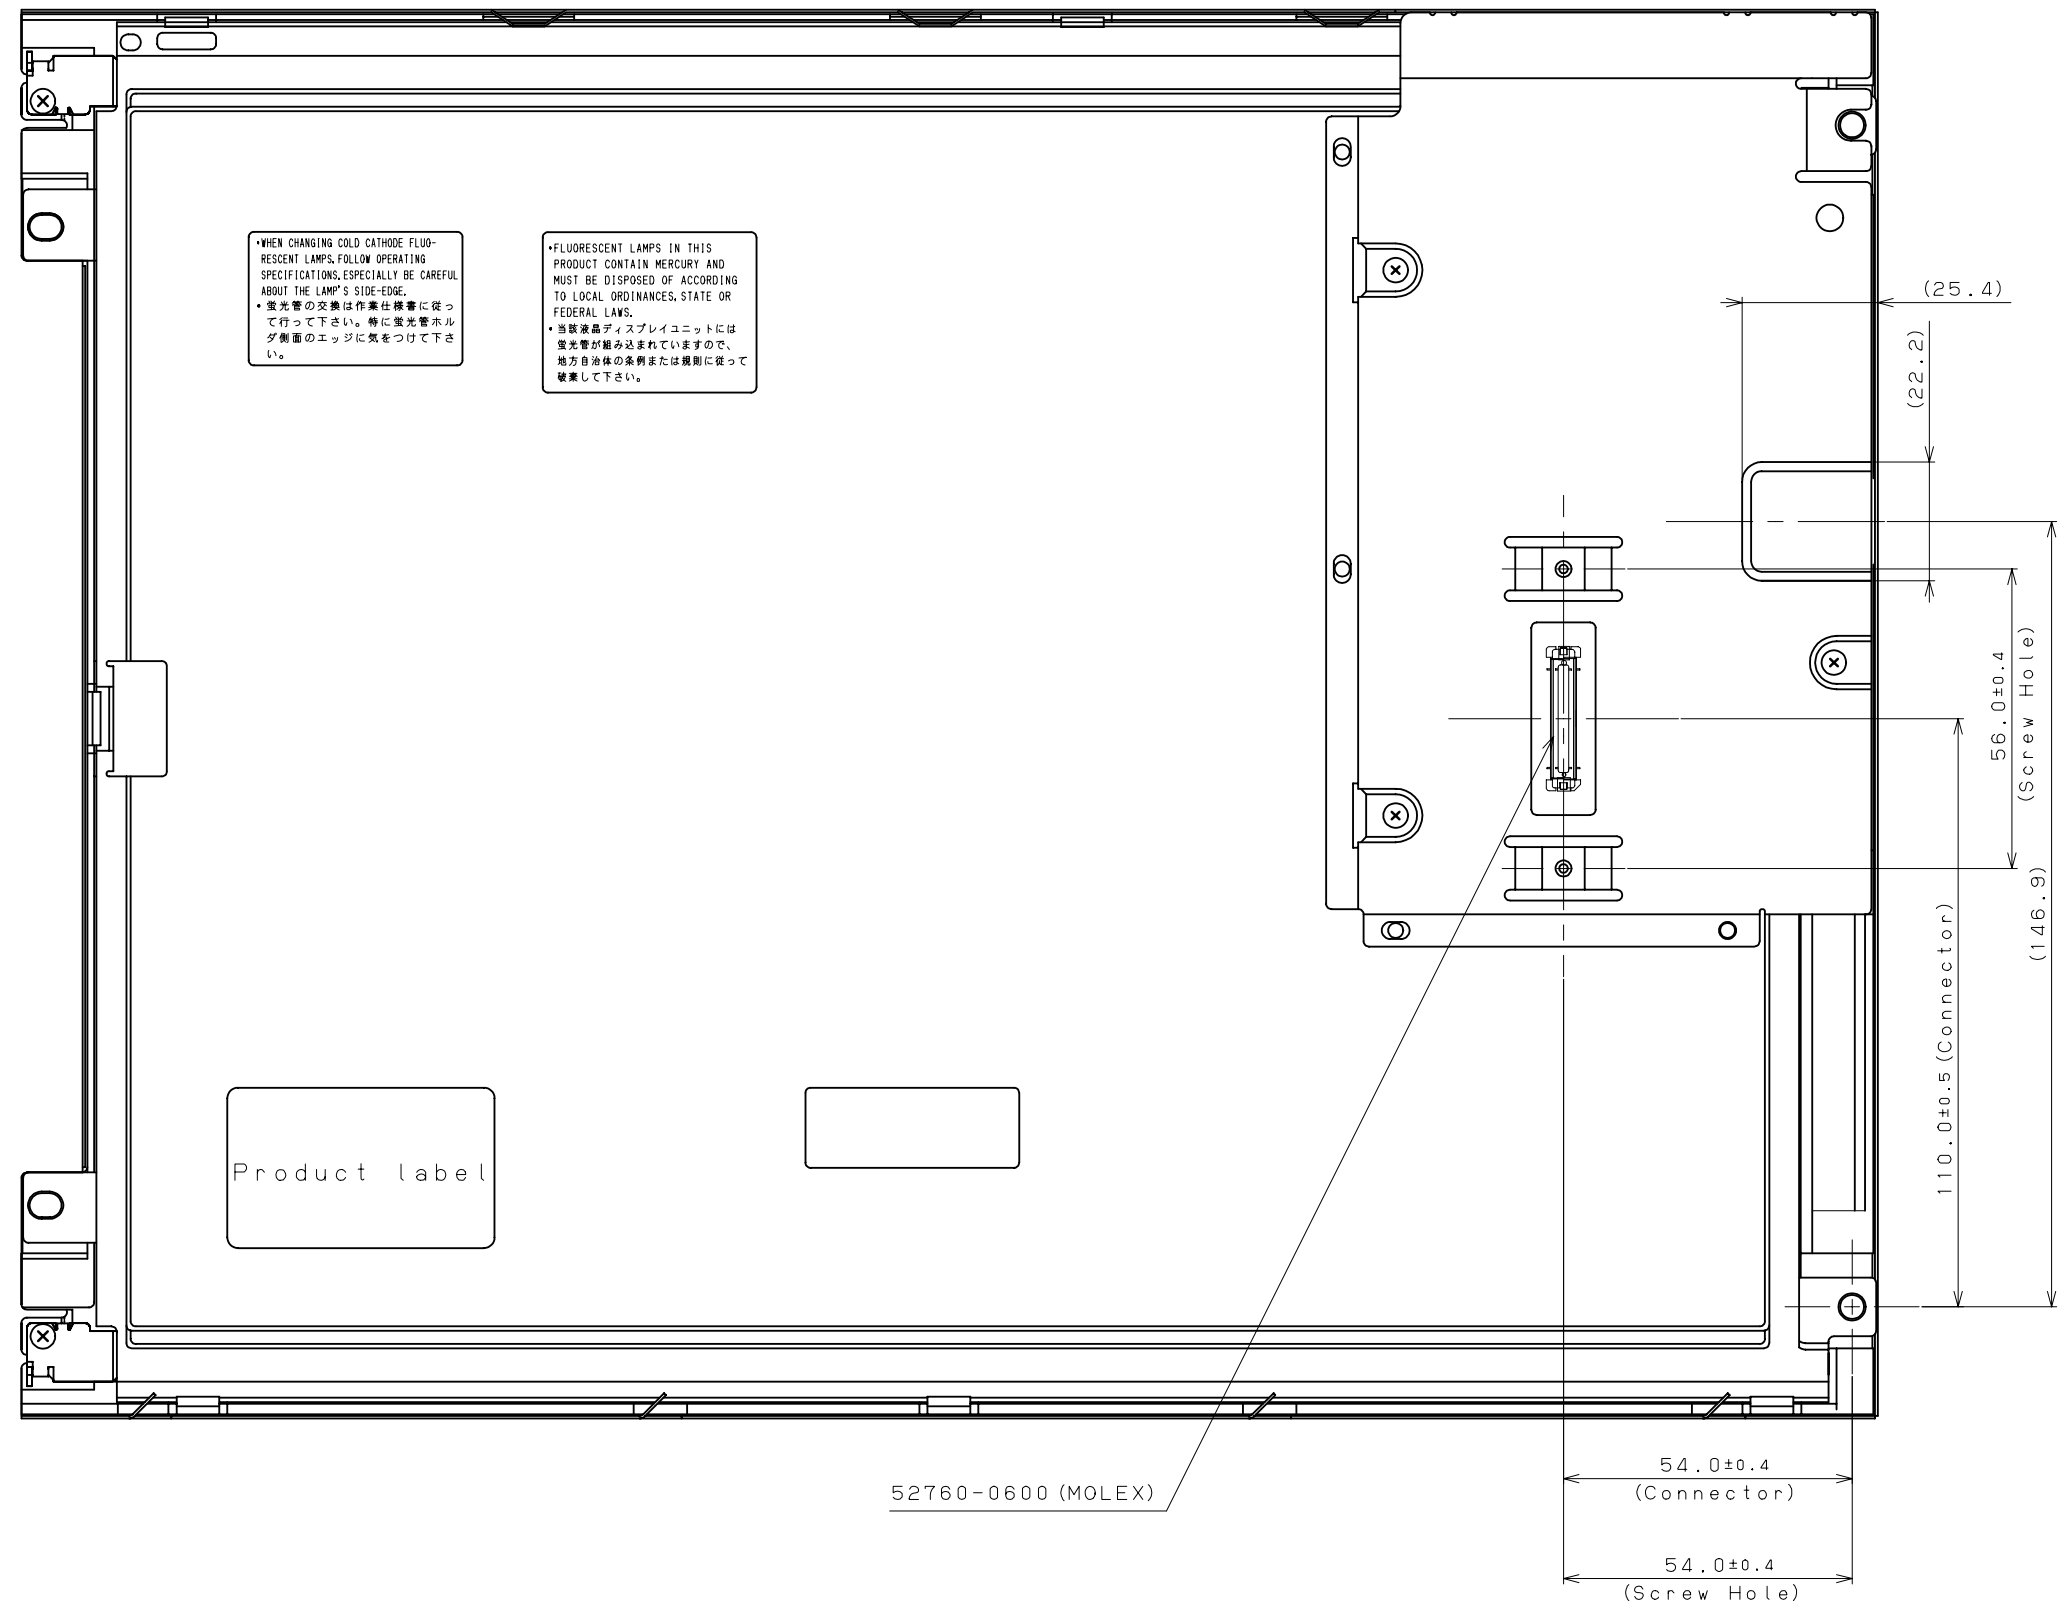 •WHEN CHANGING COLD CATHODE FLUO-
RESCENT LAMPS, FOLLOW OPERATING
SPECIFICATIONS, ESPECIALLY BE CAREFUL
ABOUT THE LAMP'S SIDE-EDGE.
•蛍光管の交換は作業仕様書に従っ
て行って下さい。特に蛍光管ホル
ダ側面のエッジに気をつけて下さ
い。
•FLUORESCENT LAMPS IN THIS
PRODUCT CONTAIN MERCURY AND
MUST BE DISPOSED OF ACCORDING
TO LOCAL ORDINANCES, STATE OR
FEDERAL LAWS.
•当該液晶ディスプレイユニットには
蛍光管が組み込まれていますので、
地方自治体の条例または規則に従って
破棄して下さい。
(25.4)
(22.2)
56.0±0.4
(Screw Hole)
(146.9)
110.0±0.5(Connector)
Product label
52760-0600(MOLEX)
54.0±0.4
(Connector)
54.0±0.4
(Screw Hole)